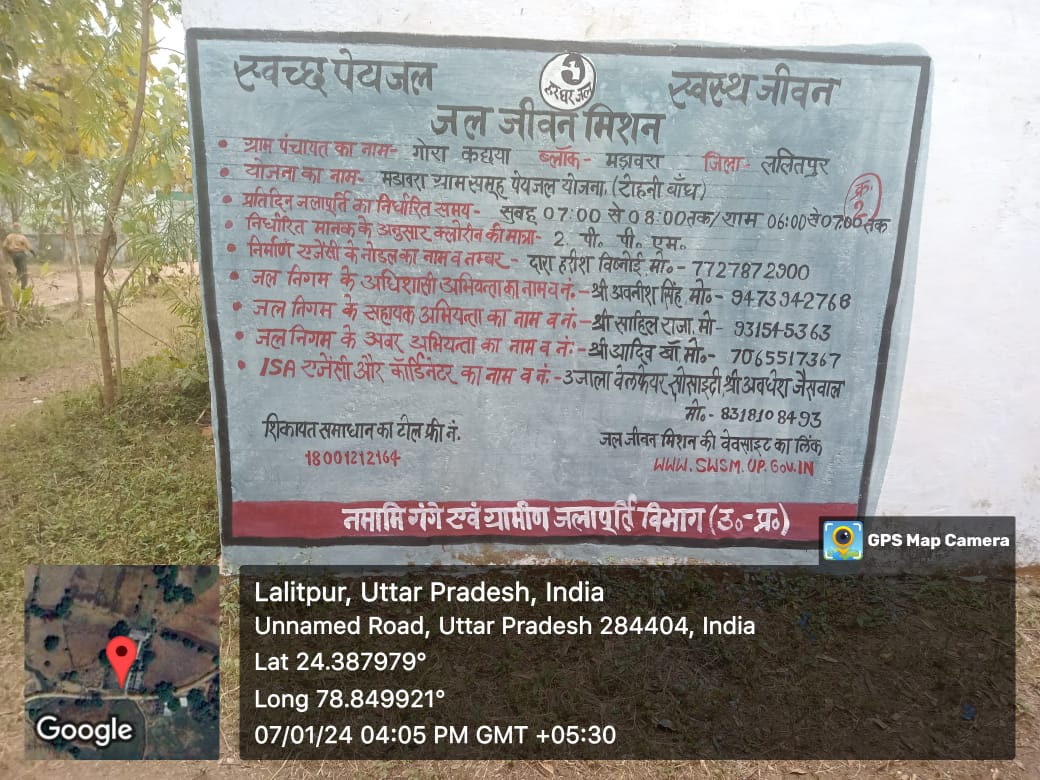 स्वच्छ पेयजल
हर घर जल
स्वस्थ जीवन
जल जीवन मिशन
• ग्राम पंचायत का नाम- गोरा कछया ब्लॉक- मडावरा जिला- ललितपुर
• योजना का नाम- मडावरा ग्राम समूह पेयजल योजना (रोहनी बाँध)
• प्रतिदिन जलापूर्ति का निर्धारित समय- सुबह 07:00 से 08:00 तक/शाम 06:00 से 07:00 तक
• निर्धारित मानक के अनुसार क्लोरीन की मात्रा- 2 पी. पी. एम.
• निर्माण एजेंसी के नोडल का नाम व नम्बर- दारा हरीश विष्नोई मो०- 7727872900
• जल निगम के अधिशासी अभियन्ता का नाम व नं.- श्री अवनीश सिंह, मो०- 9473942768
• जल निगम के सहायक अभियन्ता का नाम व नं- श्री साहिल राजा, मो- 931545363
• जल निगम के अवर अभियन्ता का नाम व नंः- श्री आदिव खाँ मो०- 7065517367
• ISA एजेंसी और कॉर्डिनेटर का नाम व नंः- उजाला वेलकेयर सोसाइटी श्री अवधेश जैसवाल
मो०- 8318108493
शिकायत समाधान का टोल फ्री नं.
18001212164
जल जीवन मिशन की वेवसाइट का लिंक
WWW.SWSM.UP.GOV.IN
नमामि गंगे एवं ग्रामीण जलापूर्ति विभाग (उ०-प्र०)
GPS Map Camera
Lalitpur, Uttar Pradesh, India
Unnamed Road, Uttar Pradesh 284404, India
Lat 24.387979°
Long 78.849921°
07/01/24 04:05 PM GMT +05:30
Google